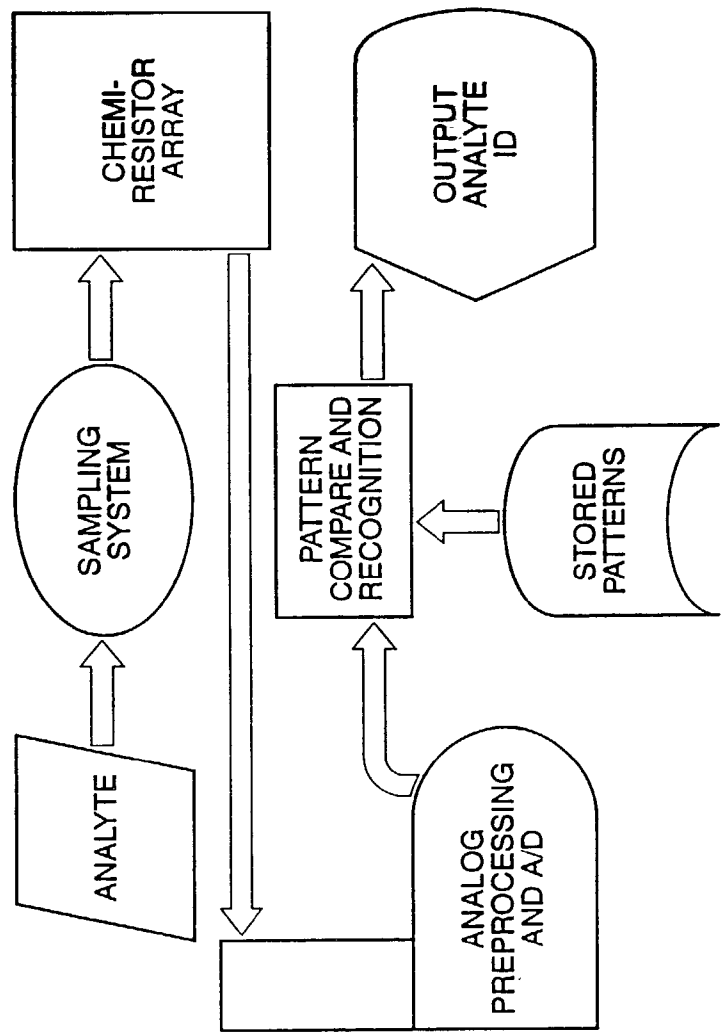 ANALYTE
SAMPLING
SYSTEM
CHEMI-
RESISTOR
ARRAY
ANALOG
PREPROCESSING
AND A/D
PATTERN
COMPARE AND
RECOGNITION
STORED
PATTERNS
OUTPUT
ANALYTE
ID